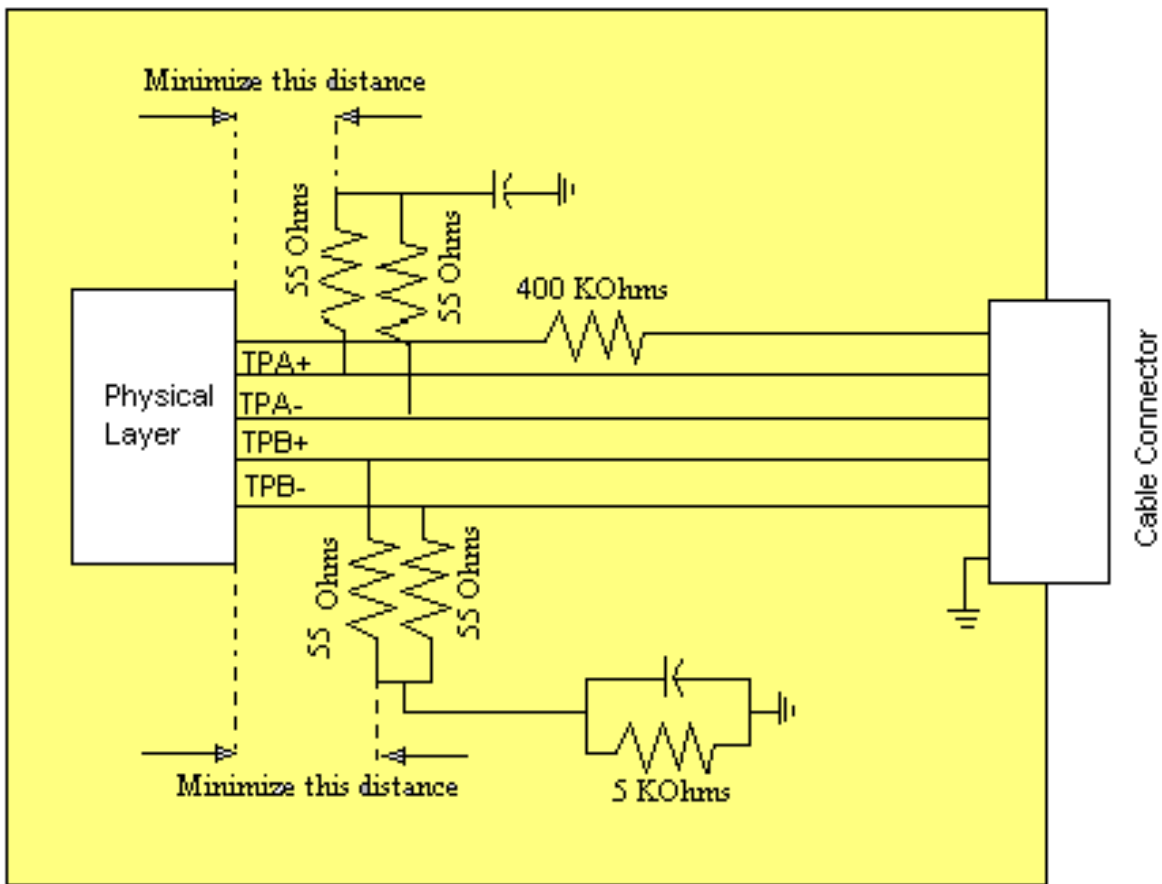 Minimize this distance
55 Ohms
55 Ohms
400 KOhms
TPA+
TPA-
TPB+
TPB-
Physical
Layer
Cable Connector
55 Ohms
55 Ohms
Minimize this distance
5 KOhms